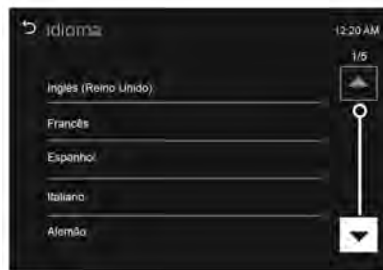 Idioma
12:20 AM
1/5
Inglês (Reino Unido)
Francês
Espanhol
Italiano
Alemão